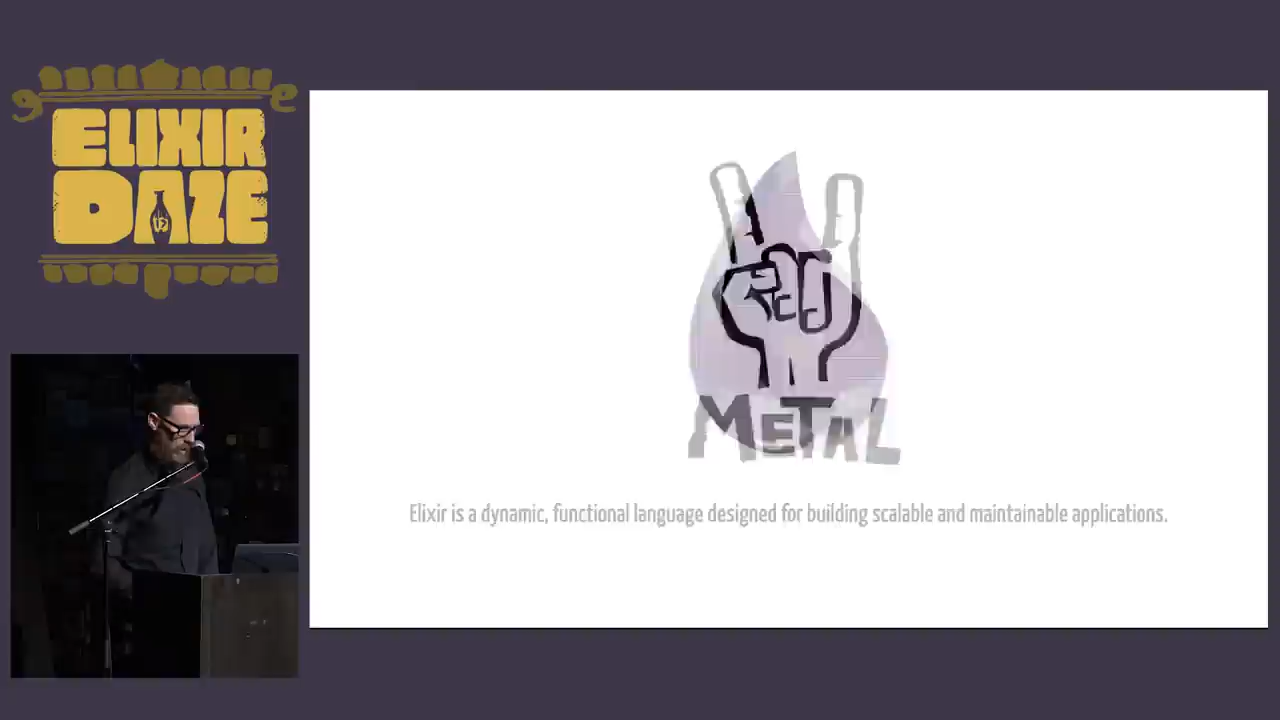 ELIXIR
DAZE
METAL
Elixir is a dynamic, functional language designed for building scalable and maintainable applications.